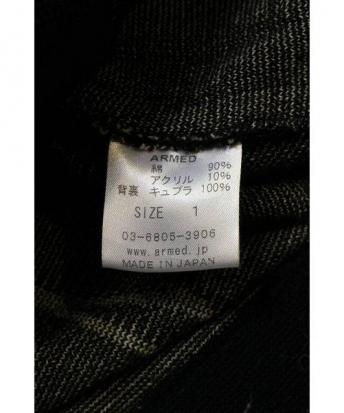 ARMED
綿 90%
アクリル 10%
背裏 キュプラ 100%
SIZE 1
03-6805-3906
www.armed.jp
MADE IN JAPAN